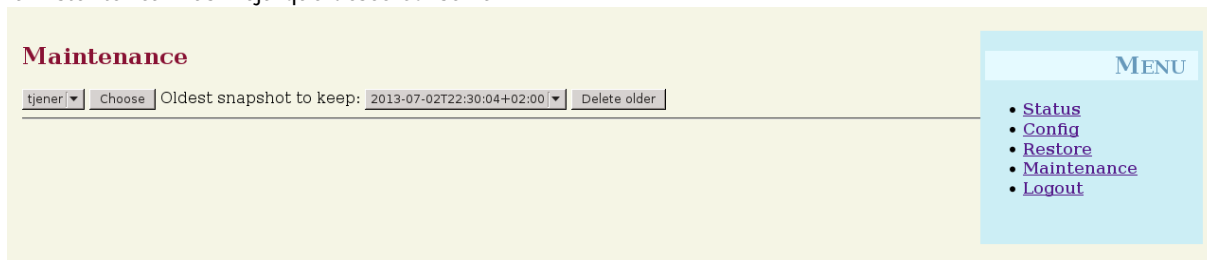 Maintenance
tjener Choose Oldest snapshot to keep: 2013-07-02T22:30:04+02:00 Delete older
MENU
Status
Config
Restore
Maintenance
Logout